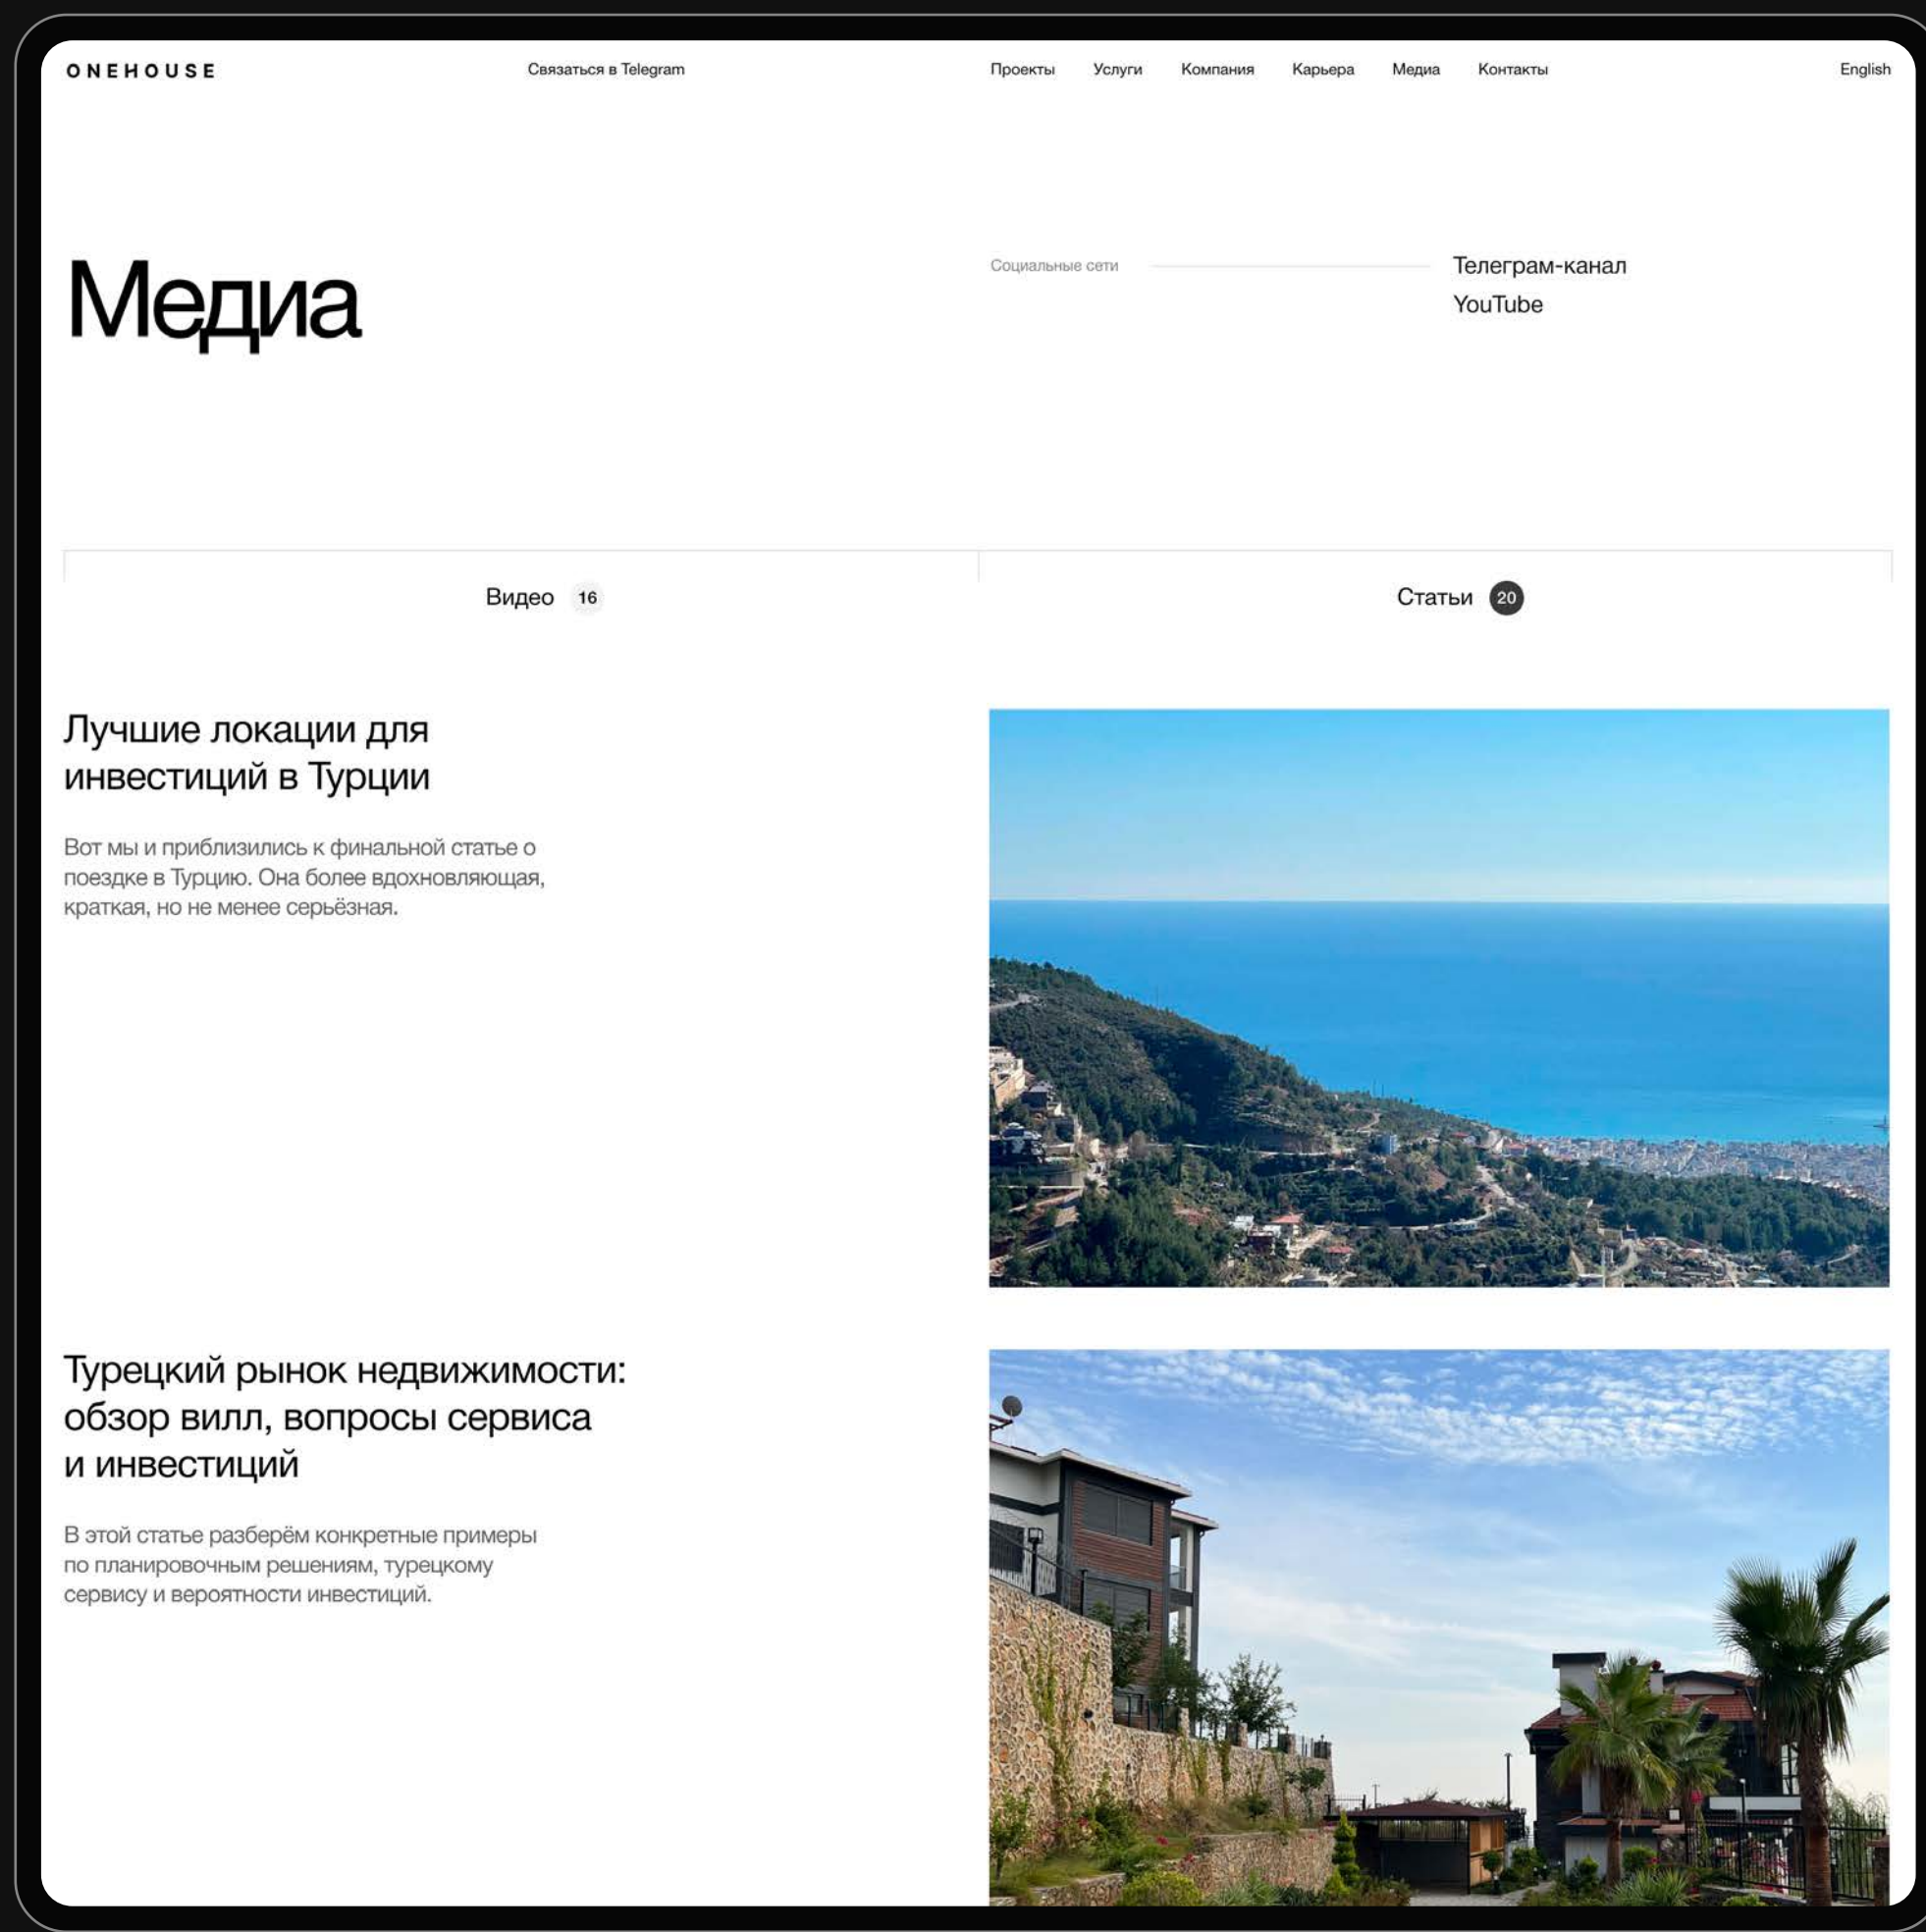 ONEHOUSE
Связаться в Telegram
Проекты Услуги Компания Карьера Медиа Контакты
English
Медиа
Социальные сети
Телеграм-канал
YouTube
Видео 16
Статьи 20
Лучшие локации для
инвестиций в Турции
Вот мы и приблизились к финальной статье о
поездке в Турцию. Она более вдохновляющая,
краткая, но не менее серьёзная.
Турецкий рынок недвижимости:
обзор вилл, вопросы сервиса
и инвестиций
В этой статье разберём конкретные примеры
по планировочным решениям, турецкому
сервису и вероятности инвестиций.